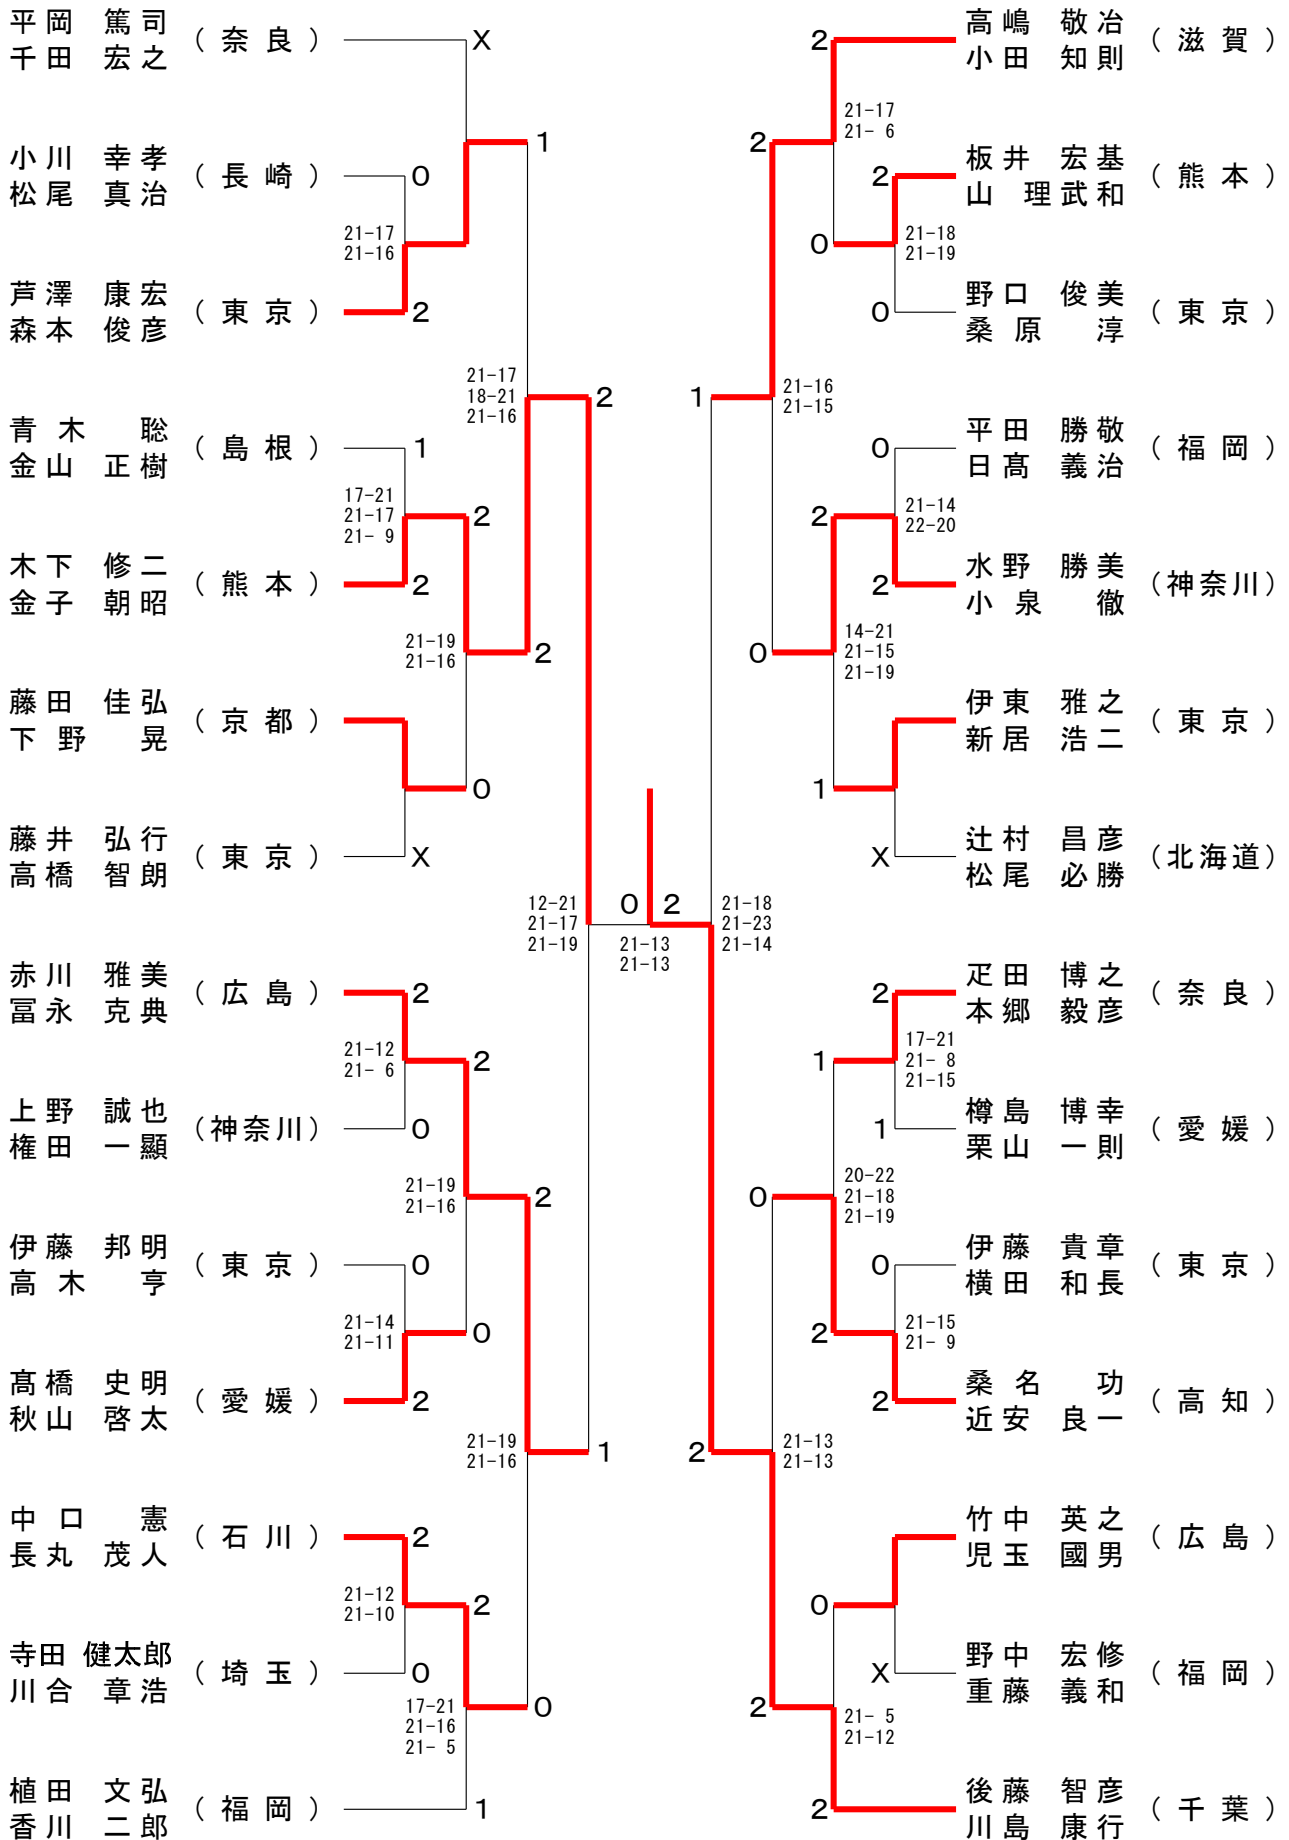 平岡 篤司
千田 宏之
(奈良)
X
小川 幸孝
松尾 真治
(長崎)
0
21-17
21-16
1
芦澤 康宏
森本 俊彦
(東京)
2
21-17
18-21
21-16
2
青木 聡
金山 正樹
(島根)
1
17-21
21-17
21- 9
2
木下 修二
金子 朝昭
(熊本)
2
21-19
21-16
2
藤田 佳弘
下野 晃
(京都)
0
藤井 弘行
高橋 智朗
(東京)
X
12-21
21-17
21-19
赤川 雅美
冨永 克典
(広島)
2
21-12
21- 6
2
上野 誠也
権田 一顯
(神奈川)
0
21-19
21-16
2
伊藤 邦明
高木 亨
(東京)
0
21-14
21-11
0
髙橋 史明
秋山 啓太
(愛媛)
2
21-19
21-16
1
中口 憲
長丸 茂人
(石川)
2
21-12
21-10
2
寺田 健太郎
川合 章浩
(埼玉)
0
17-21
21-16
21- 5
0
植田 文弘
香川 二郎
(福岡)
1
0 2
21-13
21-13
2
高嶋 敬冶
小田 知則
(滋賀)
2
21-17
21- 6
2
板井 宏基
山 理武和
(熊本)
0
21-18
21-19
0
野口 俊美
桑原 淳
(東京)
1
21-16
21-15
0
平田 勝敬
日髙 義治
(福岡)
2
21-14
22-20
2
水野 勝美
小泉 徹
(神奈川)
0
14-21
21-15
21-19
伊東 雅之
新居 浩二
(東京)
1
X
辻村 昌彦
松尾 必勝
(北海道)
21-18
21-23
21-14
2
疋田 博之
本郷 毅彦
(奈良)
1
17-21
21- 8
21-15
1
樽島 博幸
栗山 一則
(愛媛)
0
20-22
21-18
21-19
0
伊藤 貴章
横田 和長
(東京)
2
21-15
21- 9
2
桑名 功
近安 良一
(高知)
2
21-13
21-13
竹中 英之
児玉 國男
(広島)
0
X
野中 宏修
重藤 義和
(福岡)
2
21- 5
21-12
2
後藤 智彦
川島 康行
(千葉)